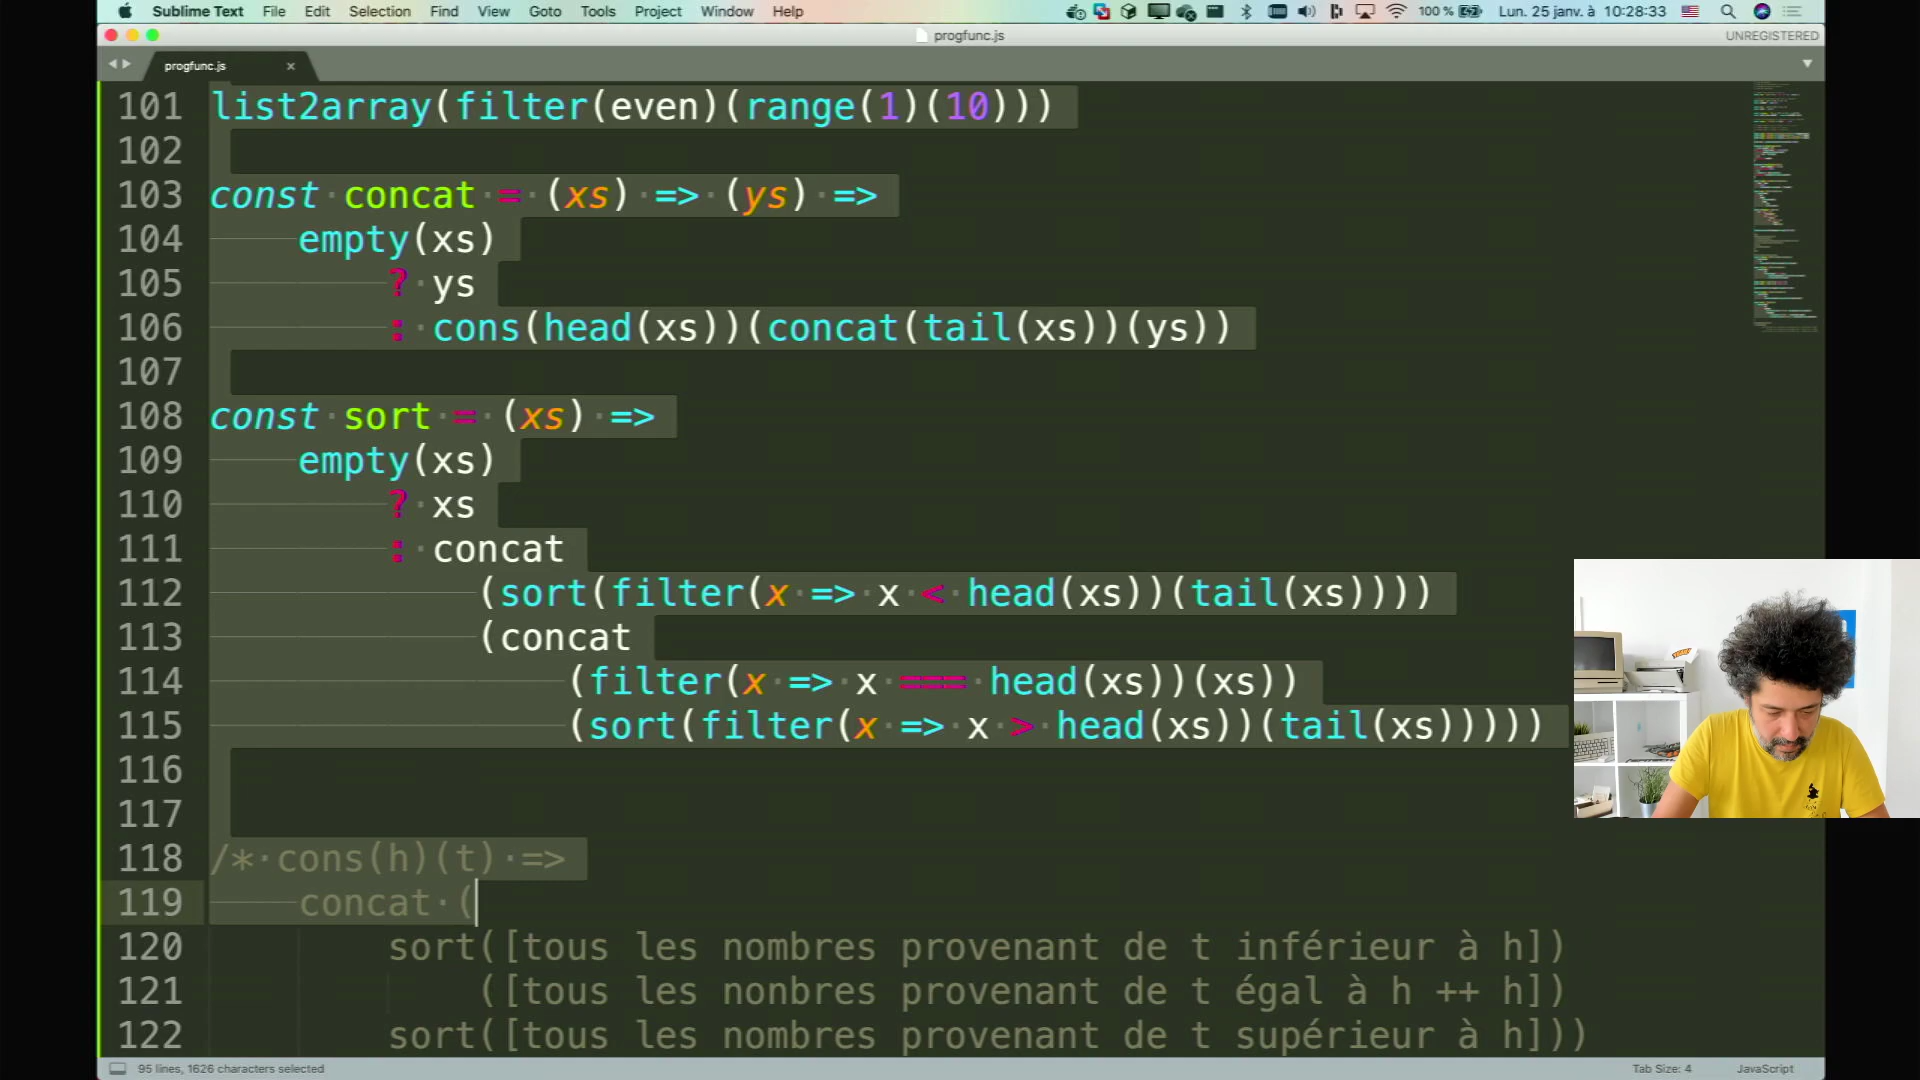 Sublime Text File Edit Selection Find View Goto Tools Project Window Help 100 % Lun. 25 janv. à 10:28:33
progfunc.js UNREGISTERED
progfunc.js ×
101 list2array(filter(even)(range(1)(10)))
102
103 const concat = (xs) => (ys) =>
104 empty(xs)
105 ? ys
106 : cons(head(xs))(concat(tail(xs))(ys))
107
108 const sort = (xs) =>
109 empty(xs)
110 ? xs
111 : concat
112 (sort(filter(x => x < head(xs))(tail(xs))))
113 (concat
114 (filter(x => x === head(xs))(xs))
115 (sort(filter(x => x > head(xs))(tail(xs)))))
116
117
118 /* cons(h)(t) =>
119 concat (
120 sort([tous les nombres provenant de t inférieur à h])
121 ([tous les nonbres provenant de t égal à h ++ h])
122 sort([tous les nombres provenant de t supérieur à h]))
95 lines, 1626 characters selected Tab Size: 4 JavaScript